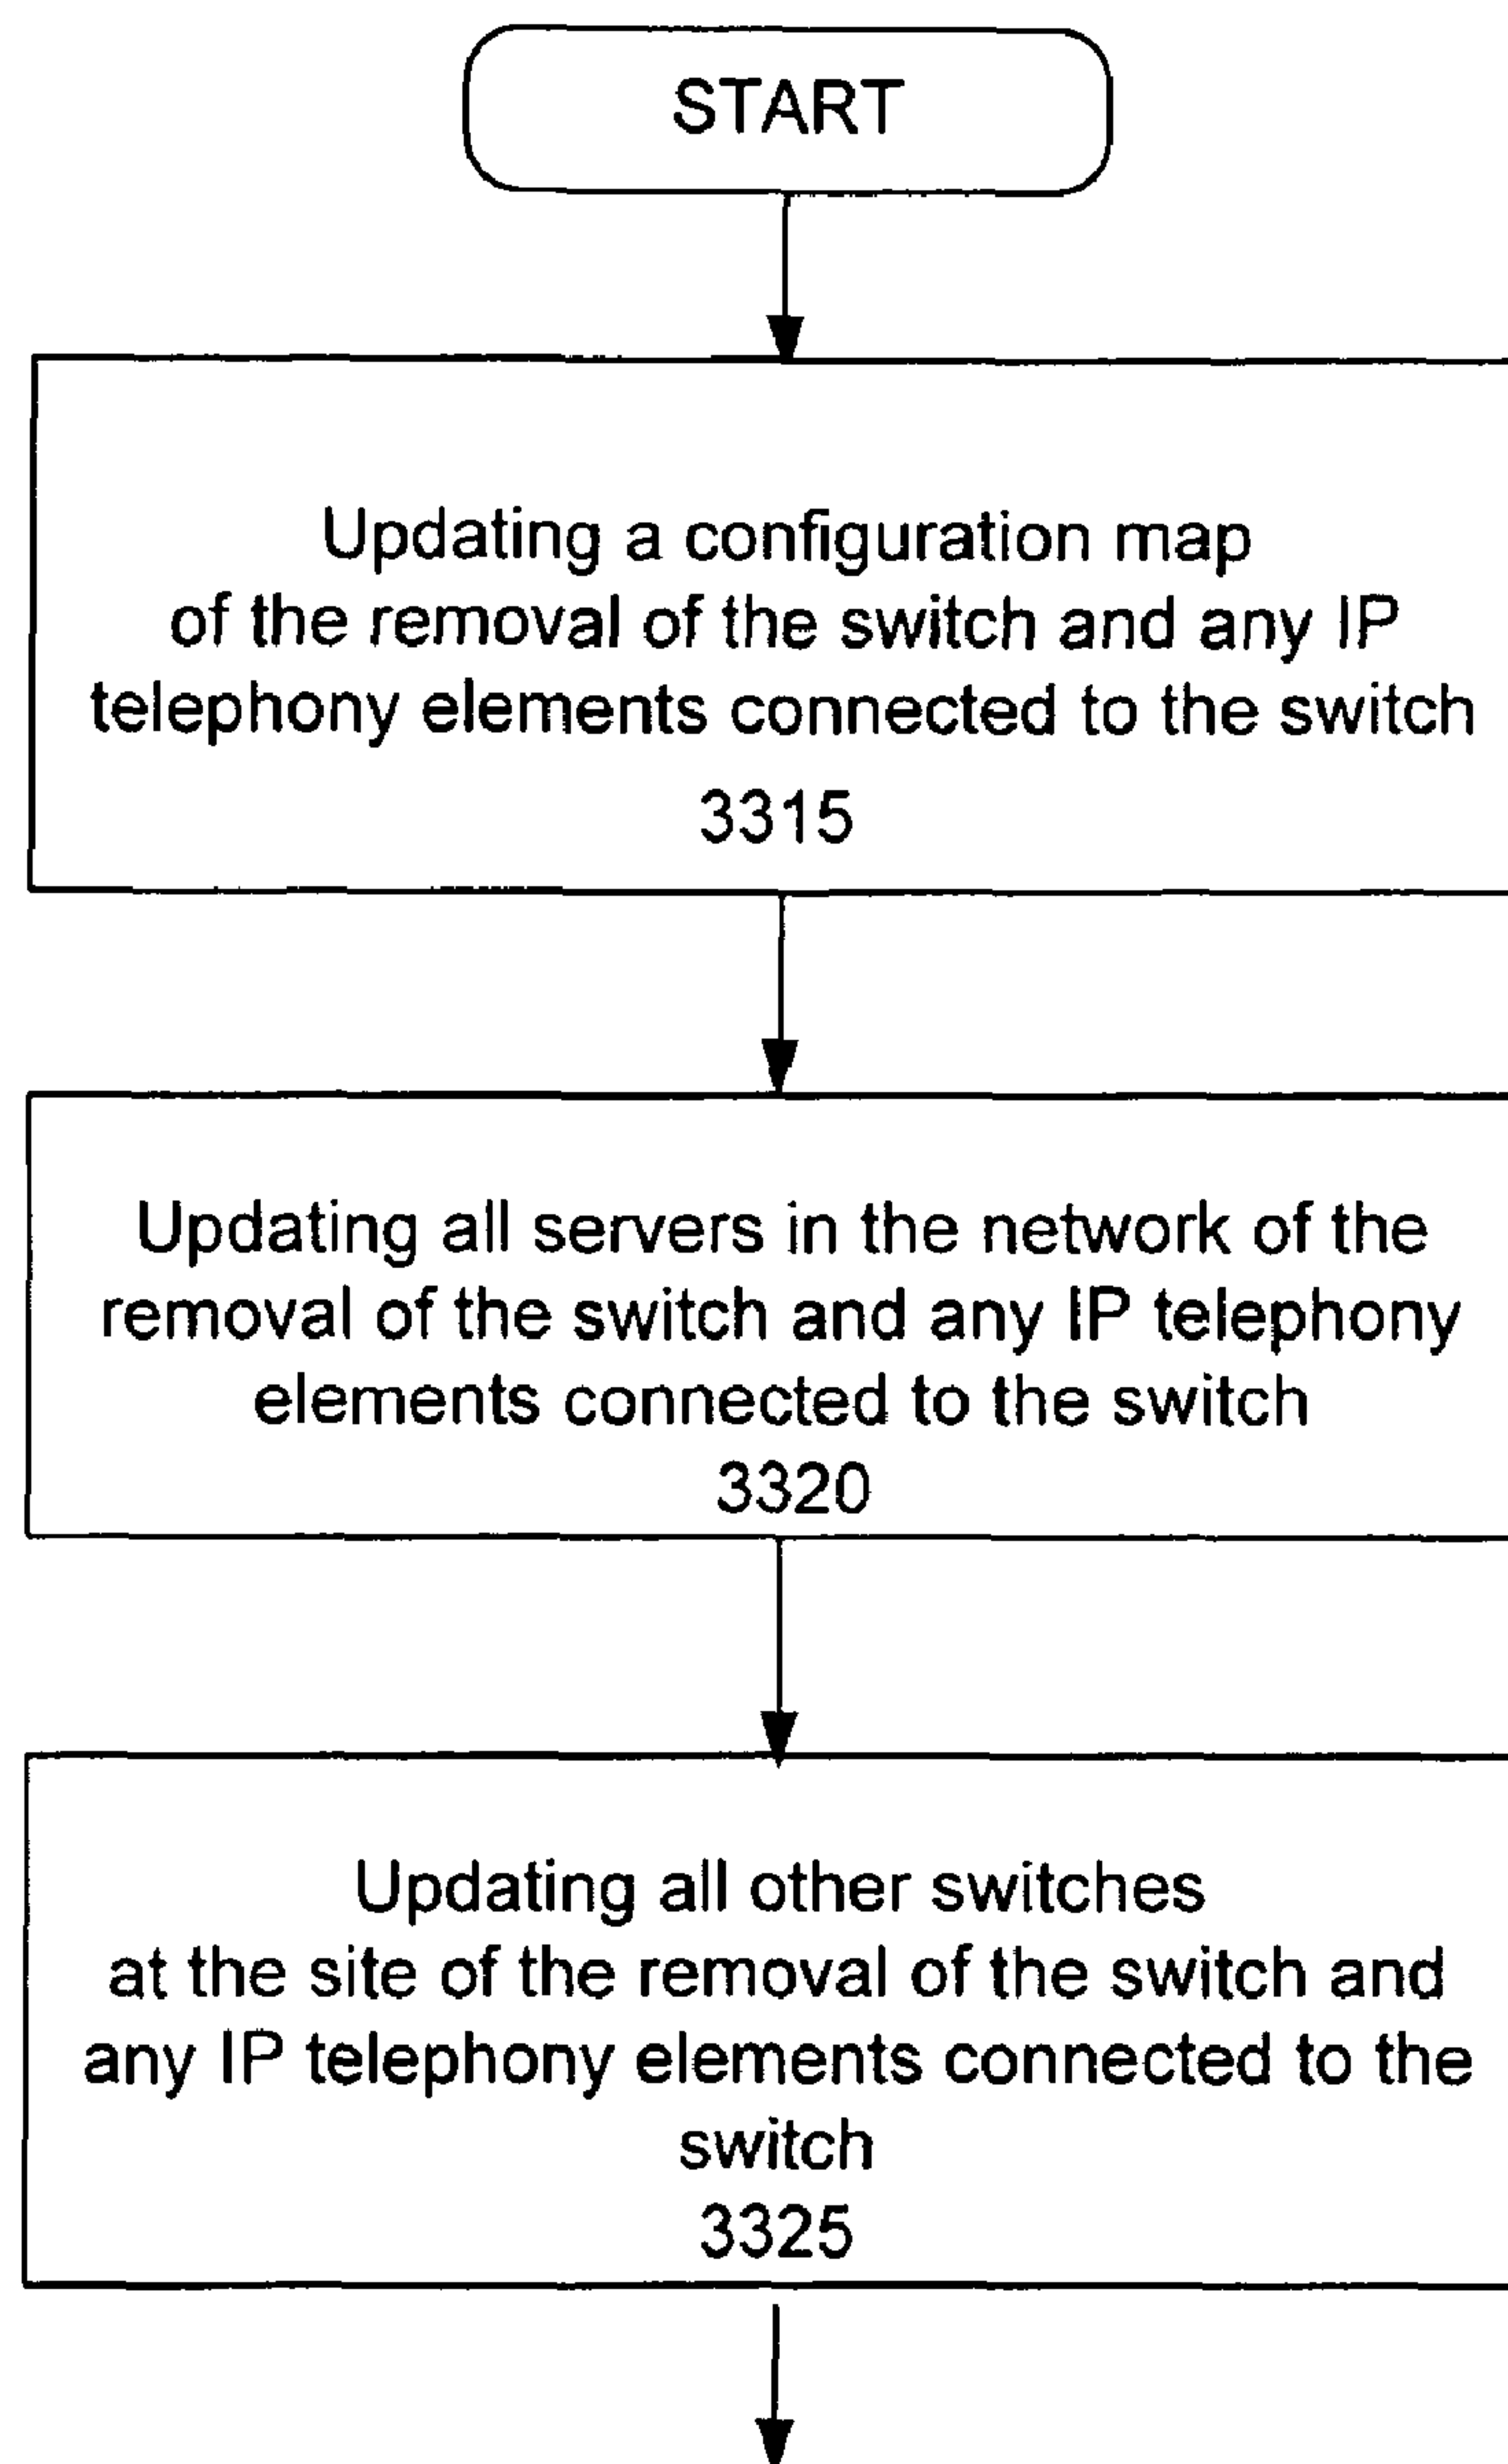 START
Updating a configuration map
of the removal of the switch and any IP
telephony elements connected to the switch
3315
Updating all servers in the network of the
removal of the switch and any IP telephony
elements connected to the switch
3320
Updating all other switches
at the site of the removal of the switch and
any IP telephony elements connected to the
switch
3325